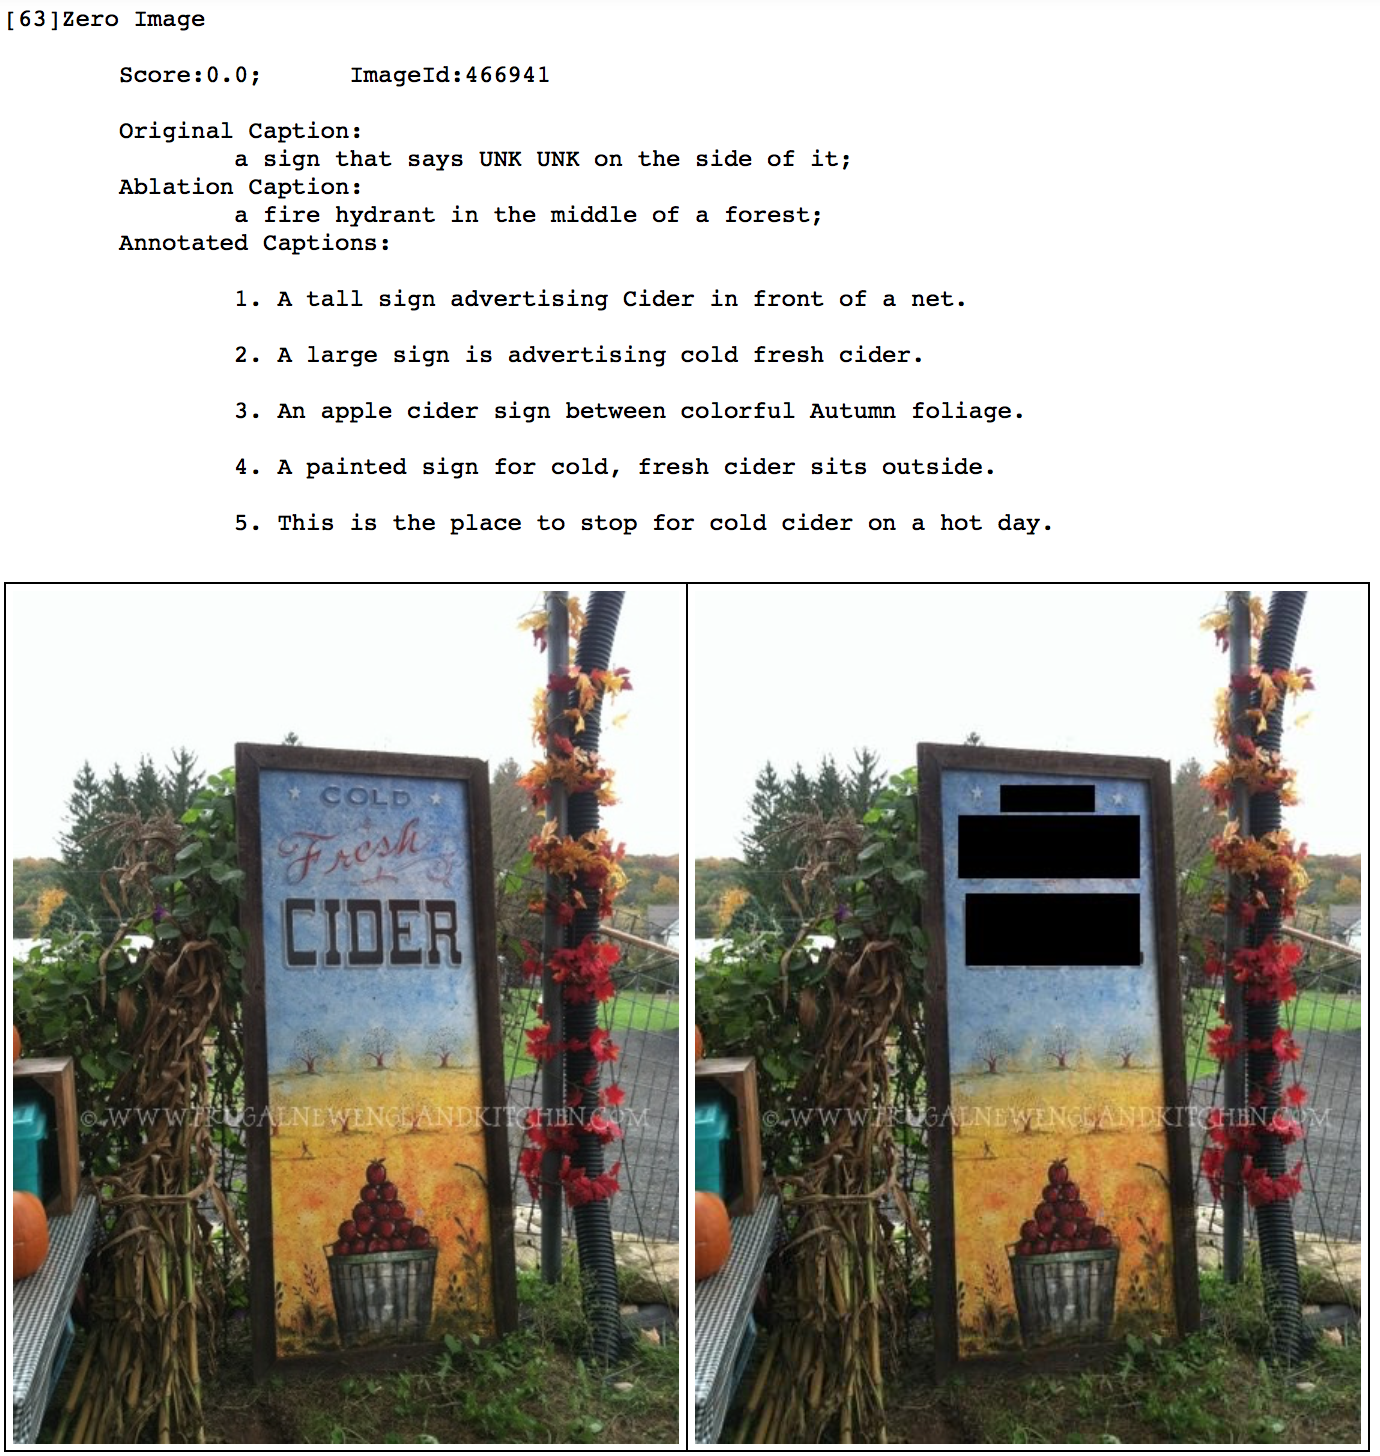 [63]Zero Image
Score:0.0; ImageId:466941
Original Caption:
a sign that says UNK UNK on the side of it;
Ablation Caption:
a fire hydrant in the middle of a forest;
Annotated Captions:
1. A tall sign advertising Cider in front of a net.
2. A large sign is advertising cold fresh cider.
3. An apple cider sign between colorful Autumn foliage.
4. A painted sign for cold, fresh cider sits outside.
5. This is the place to stop for cold cider on a hot day.
COLD
Fresh
CIDER
© WWW.FRUGALNEWENGLANDKITCHEN.COM
© WWW.FRUGALNEWENGLANDKITCHEN.COM